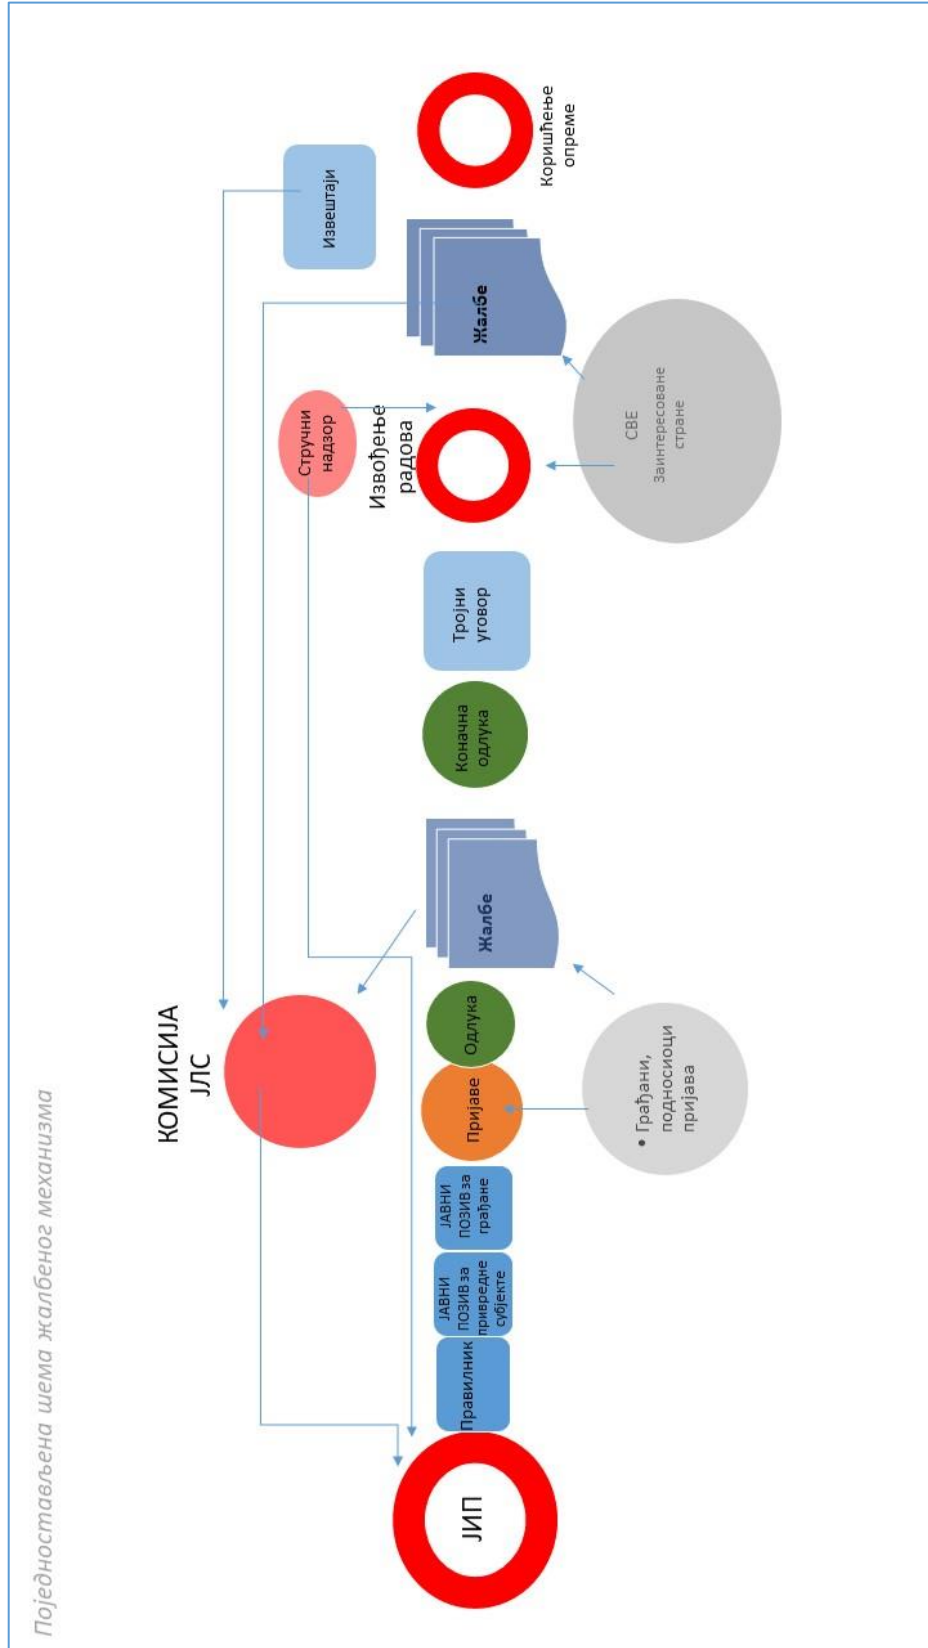 Поједностављена шема жалбеног механизма
КОМИСИЈА
ЈЛС
Стручни
надзор
Извештаји
ЈИП
Правилник
ЈАВНИ
ПОЗИВ за
привредне
субјекте
ЈАВНИ
ПОЗИВ за
грађане
Пријаве
Одлука
Жалбе
Коначна
одлука
Тројни
уговор
Извођење
радова
Жалбе
Коришћење
опреме
• Грађани,
подносиоци
пријава
СВЕ
Заинтересоване
стране